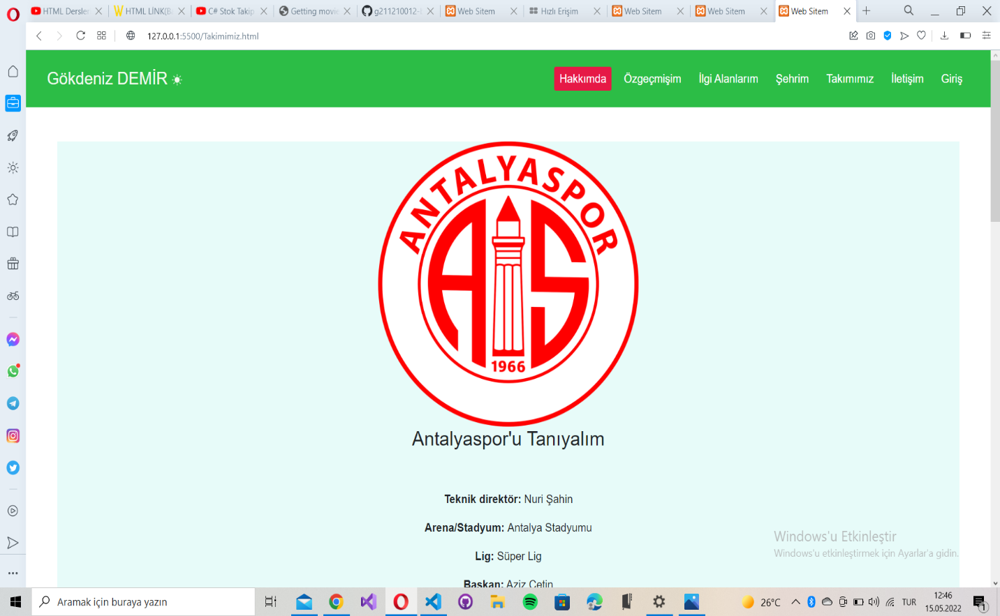 HTML Dersler
HTML LİNK(B
C# Stok Takip
Getting movie
g211210012-
Web Sitem
Hızlı Erişim
Web Sitem
Web Sitem
Web Sitem
127.0.0.1:5500/Takimimiz.html
Gökdeniz DEMİR
Hakkımda
Özgeçmişim
İlgi Alanlarım
Şehrim
Takımımız
İletişim
Giriş
ANTALYASPOR
AS
1966
Antalyaspor'u Tanıyalım
Teknik direktör: Nuri Şahin
Arena/Stadyum: Antalya Stadyumu
Lig: Süper Lig
Başkan: Aziz Çetin
Windows'u Etkinleştir
Windows'u etkinleştirmek için Ayarlar'a gidin.
Aramak için buraya yazın
26°C
TUR
12:46
15.05.2022
1